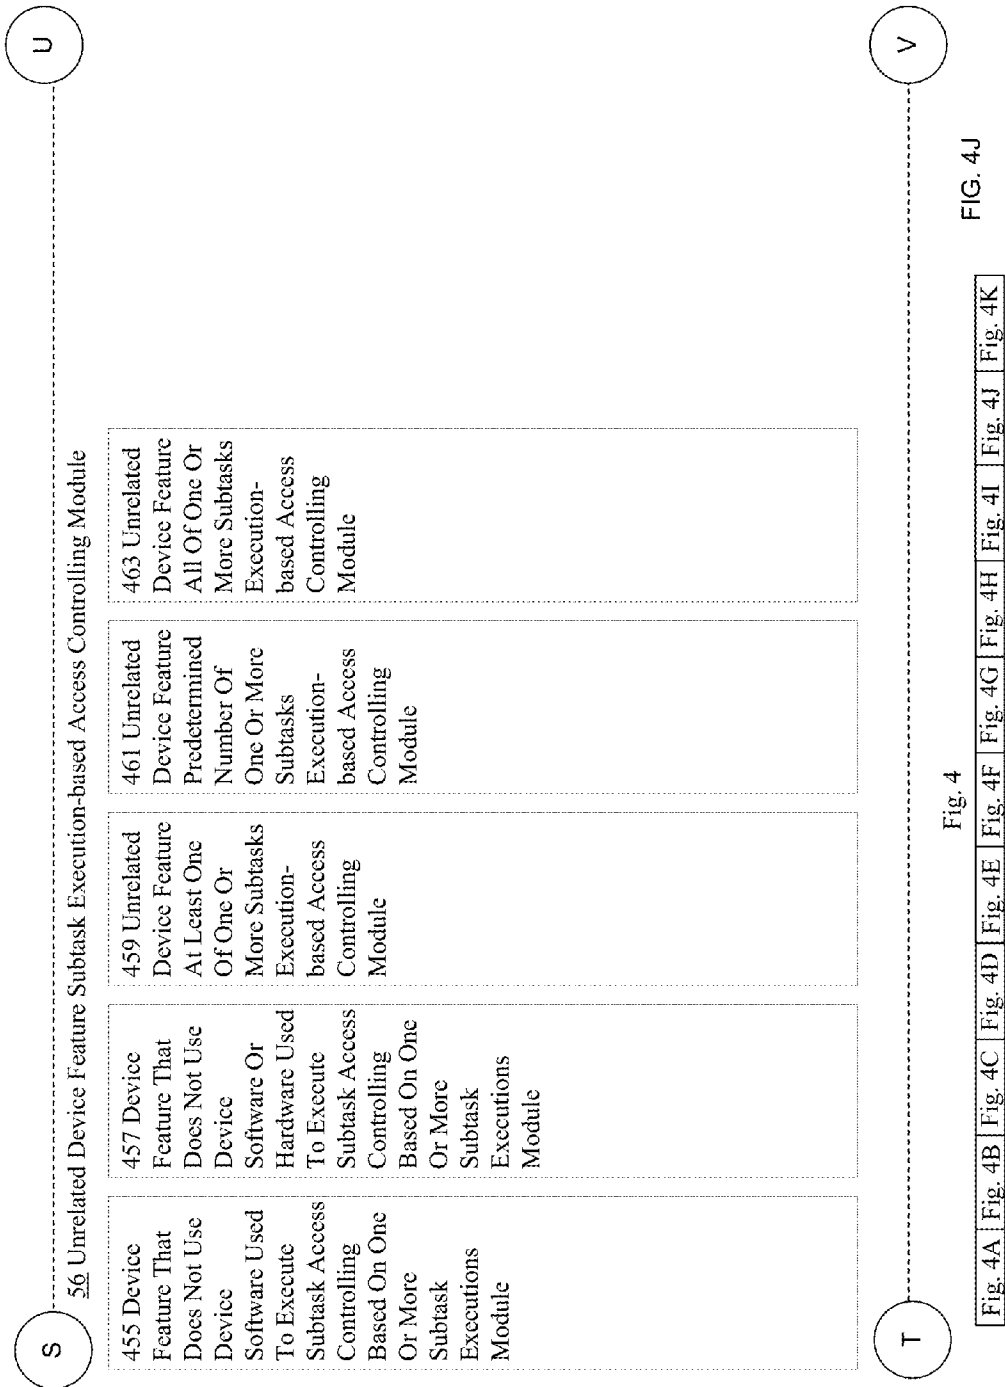 S
U
56 Unrelated Device Feature Subtask Execution-based Access Controlling Module
455 Device
Feature That
Does Not Use
Device
Software Used
To Execute
Subtask Access
Controlling
Based On One
Or More
Subtask
Executions
Module
457 Device
Feature That
Does Not Use
Device
Software Or
Hardware Used
To Execute
Subtask Access
Controlling
Based On One
Or More
Subtask
Executions
Module
459 Unrelated
Device Feature
At Least One
Of One Or
More Subtasks
Execution-
based Access
Controlling
Module
461 Unrelated
Device Feature
Predetermined
Number Of
One Or More
Subtasks
Execution-
based Access
Controlling
Module
463 Unrelated
Device Feature
All Of One Or
More Subtasks
Execution-
based Access
Controlling
Module
T
V
Fig. 4
FIG. 4J
Fig. 4A Fig. 4B Fig. 4C Fig. 4D Fig. 4E Fig. 4F Fig. 4G Fig. 4H Fig. 4I Fig. 4J Fig. 4K